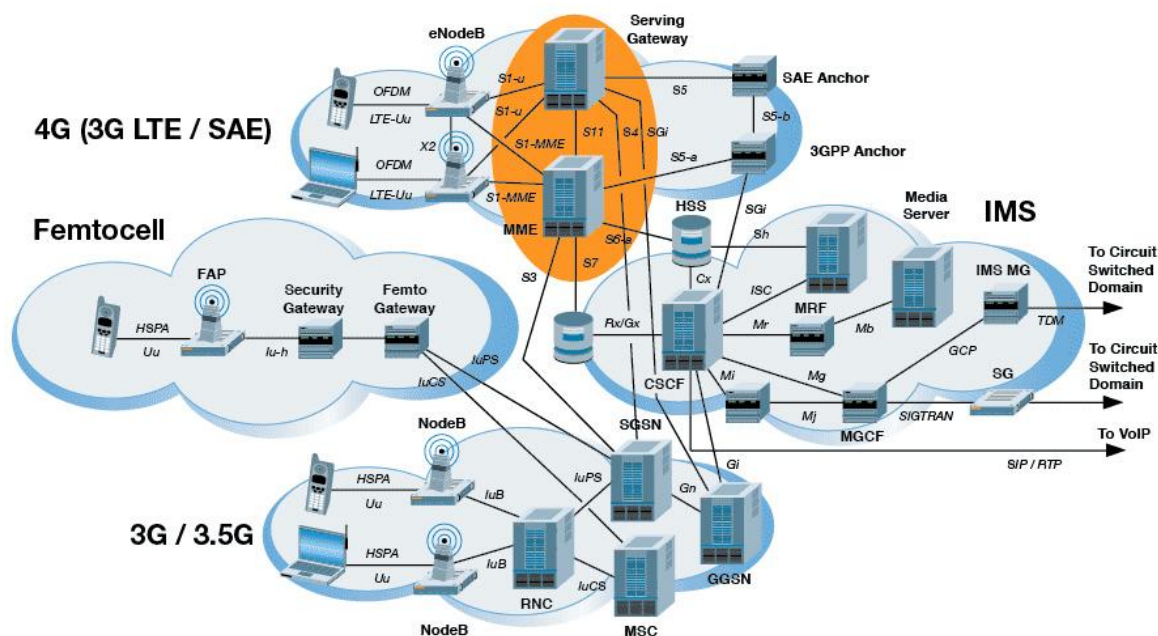 eNodeB
Serving
Gateway
SAE Anchor
OFDM
LTE-Uu
S1-u
S1-u
S5
S5-b
4G (3G LTE / SAE)
X2
S1-MME
S11
S4
SGi
3GPP Anchor
OFDM
LTE-Uu
S1-MME
S5-a
MME
S6-a
S7
S3
HSS
SGi
Sh
Cx
Media
Server
IMS
Femtocell
FAP
Security
Gateway
Femto
Gateway
HSPA
Uu
Iu-h
IuPS
IuCS
Rx/Gx
ISC
MRF
Mr
Mb
IMS MG
TDM
To Circuit
Switched
Domain
GCP
CSCF
Mi
Mg
Mj
MGCF
SIGTRAN
SG
To Circuit
Switched
Domain
To VoIP
SIP / RTP
3G / 3.5G
NodeB
HSPA
Uu
IuB
SGSN
IuPS
Gn
Gi
HSPA
Uu
IuB
NodeB
RNC
IuCS
MSC
GGSN